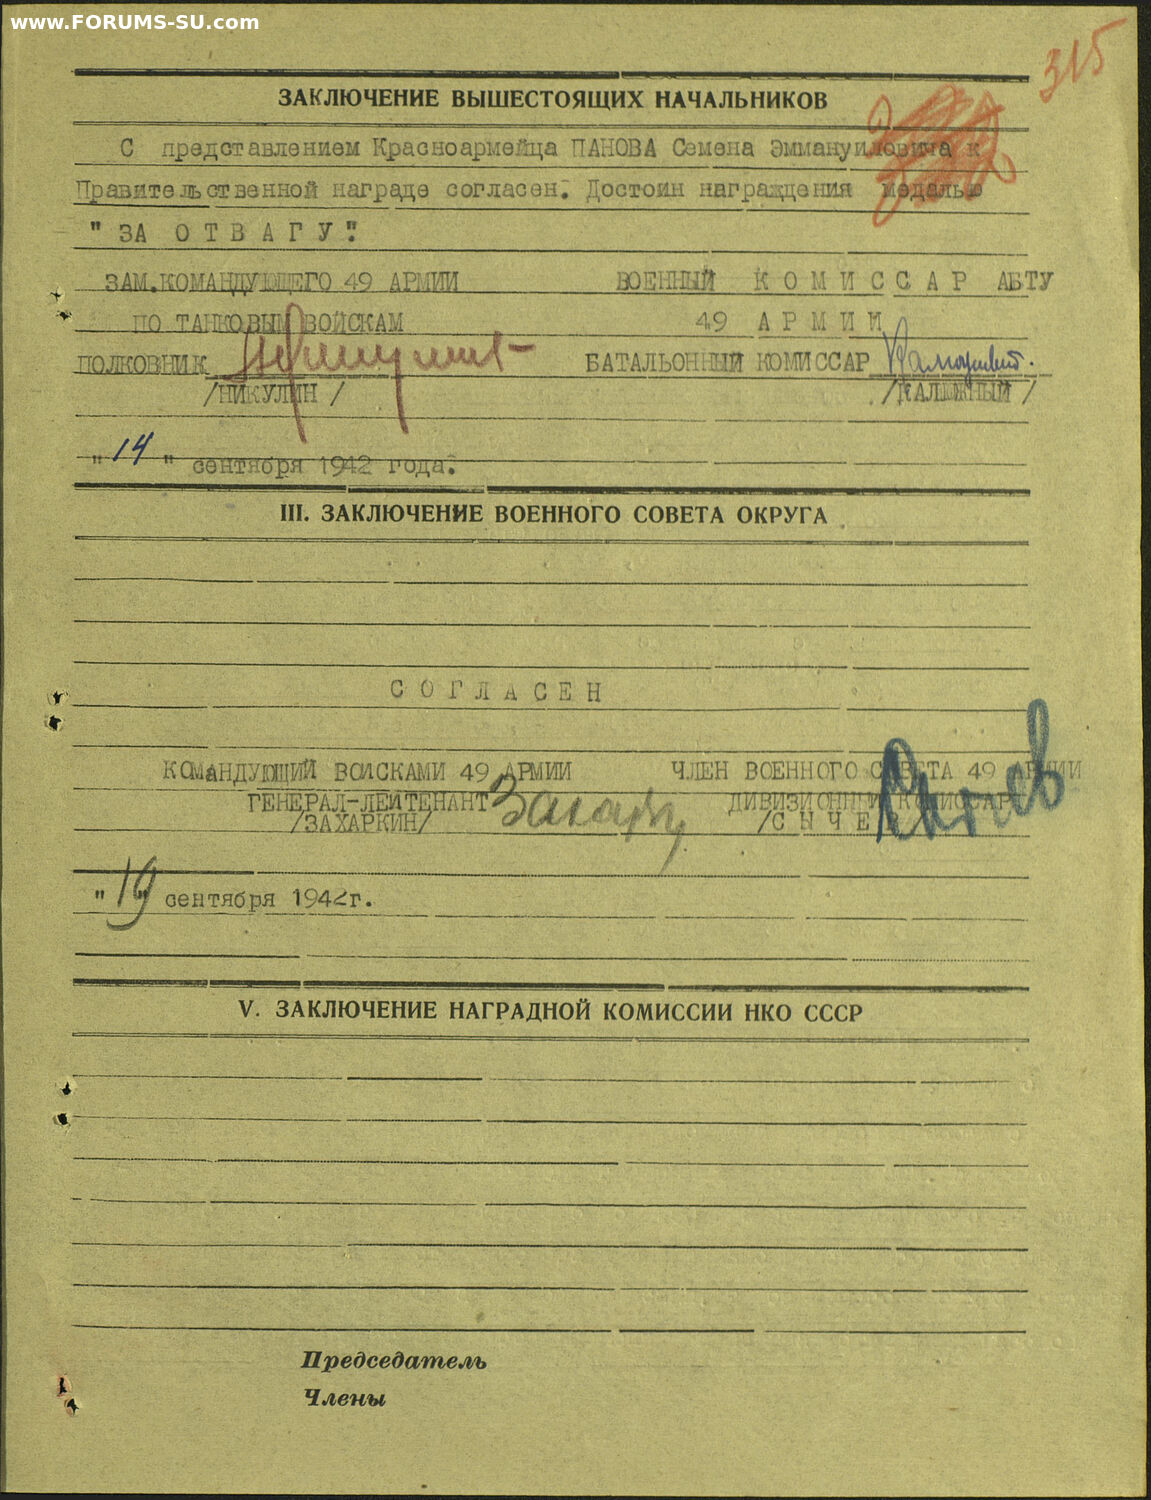 www.FORUMS-SU.com
315
ЗАКЛЮЧЕНИЕ ВЫШЕСТОЯЩИХ НАЧАЛЬНИКОВ
С представлением Красноармейца ПАНОВА Семена Эммануиловича к
Правительственной награде согласен. Достоин награждения медалью
"ЗА ОТВАГУ".
ЗАМ.КОМАНДУЮЩЕГО 49 АРМИИ ВОЕННЫЙ КОМИССАР АБТУ
ПО ТАНКОВЫМ ВОЙСКАМ 49 АРМИИ
ПОЛКОВНИК БАТАЛЬОННЫЙ КОМИССАР
/НИКУЛИН/ /КАЛЮЖНЫЙ/
"14" сентября 1942 года.
III. ЗАКЛЮЧЕНИЕ ВОЕННОГО СОВЕТА ОКРУГА
СОГЛАСЕН
КОМАНДУЮЩИЙ ВОЙСКАМИ 49 АРМИИ ЧЛЕН ВОЕННОГО СОВЕТА 49 АРМИИ
ГЕНЕРАЛ-ЛЕЙТЕНАНТ ДИВИЗИОННЫЙ КОМИССАР
/ЗАХАРКИН/ /СЫЧЕВ
"19" сентября 1942г.
V. ЗАКЛЮЧЕНИЕ НАГРАДНОЙ КОМИССИИ НКО СССР
Председатель
Члены